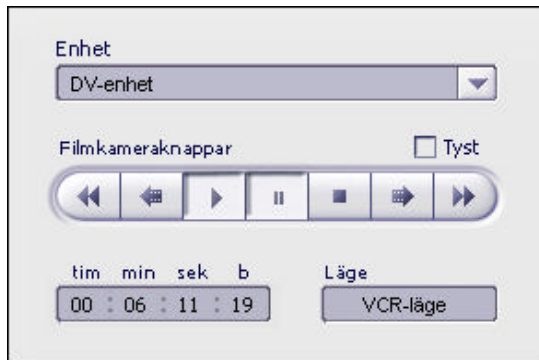 Enhet
DV-enhet
Filmkameraknappar Tyst
tim min sek b Läge
00 : 06 : 11 : 19 VCR-läge